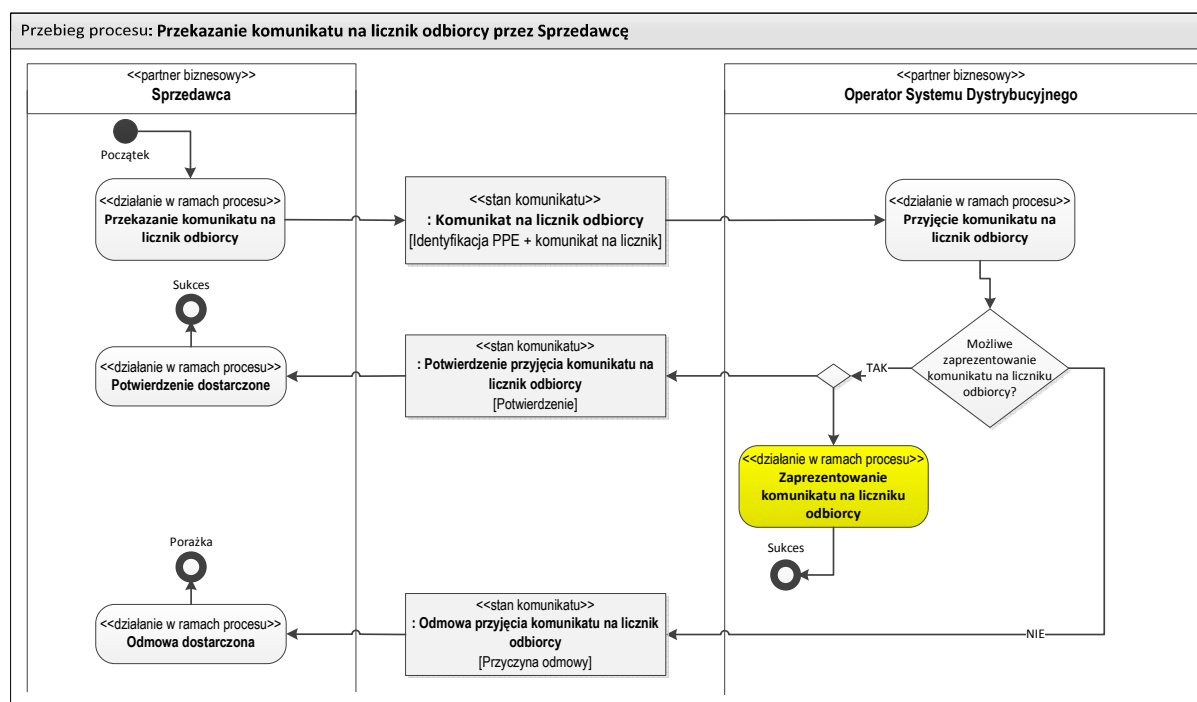 Przebieg procesu: Przekazanie komunikatu na licznik odbiorcy przez Sprzedawcę
<<partner biznesowy>>
Sprzedawca
<<partner biznesowy>>
Operator Systemu Dystrybucyjnego
Początek
<<działanie w ramach procesu>>
Przekazanie komunikatu na
licznik odbiorcy
<<stan komunikatu>>
: Komunikat na licznik odbiorcy
[Identyfikacja PPE + komunikat na licznik]
<<działanie w ramach procesu>>
Przyjęcie komunikatu na
licznik odbiorcy
Sukces
<<działanie w ramach procesu>>
Potwierdzenie dostarczone
<<stan komunikatu>>
: Potwierdzenie przyjęcia komunikatu na
licznik odbiorcy
[Potwierdzenie]
TAK
Możliwe
zaprezentowanie
komunikatu na liczniku
odbiorcy?
<<działanie w ramach procesu>>
Zaprezentowanie
komunikatu na liczniku
odbiorcy
Sukces
Porażka
<<działanie w ramach procesu>>
Odmowa dostarczona
<<stan komunikatu>>
: Odmowa przyjęcia komunikatu na licznik
odbiorcy
[Przyczyna odmowy]
NIE